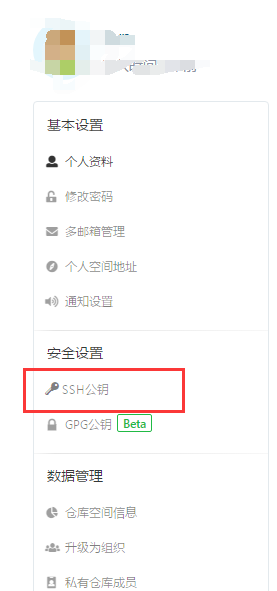 基本设置
个人资料
修改密码
多邮箱管理
个人空间地址
通知设置
安全设置
SSH公钥
GPG公钥 Beta
数据管理
仓库空间信息
升级为组织
私有仓库成员